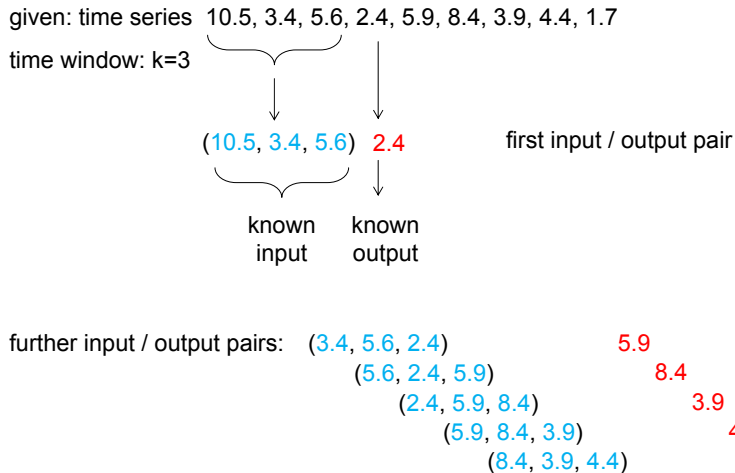 given: time series 10.5, 3.4, 5.6, 2.4, 5.9, 8.4, 3.9, 4.4, 1.7
time window: k=3
(10.5, 3.4, 5.6) 2.4 first input / output pair
known known
input output
further input / output pairs: (3.4, 5.6, 2.4) 5.9
(5.6, 2.4, 5.9) 8.4
(2.4, 5.9, 8.4) 3.9
(5.9, 8.4, 3.9)
(8.4, 3.9, 4.4)